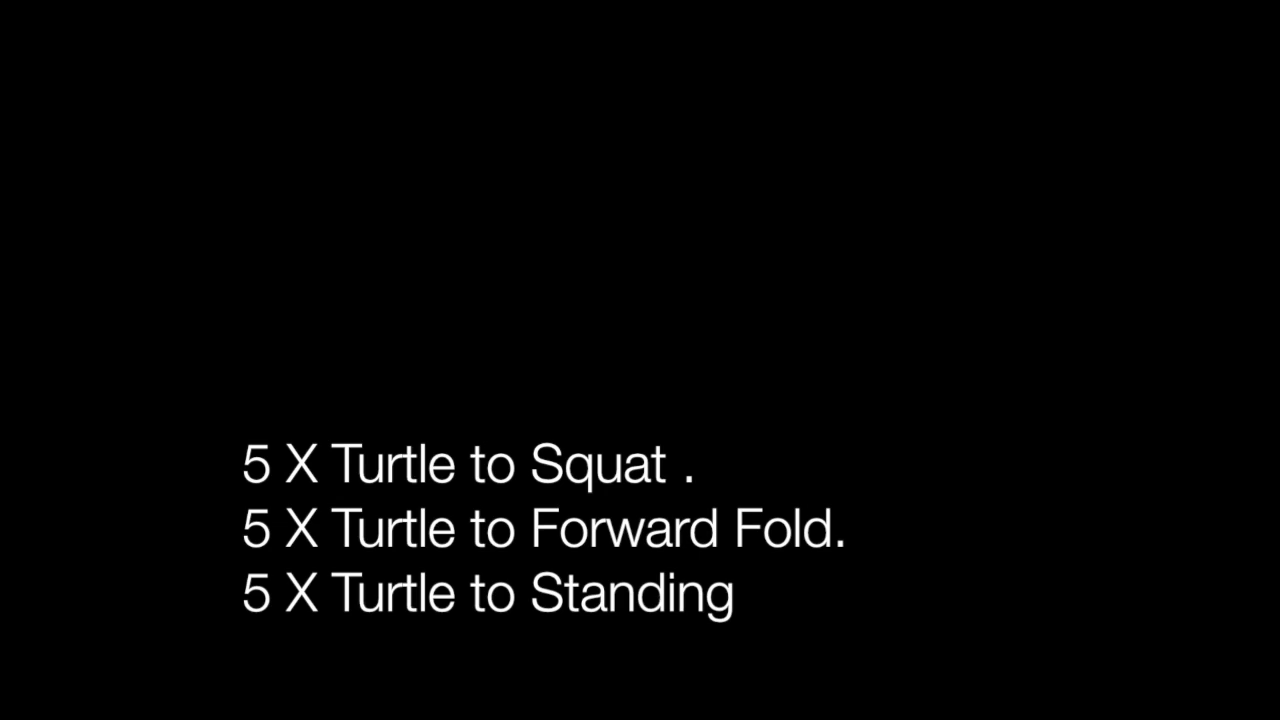 5 X Turtle to Squat .
5 X Turtle to Forward Fold.
5 X Turtle to Standing